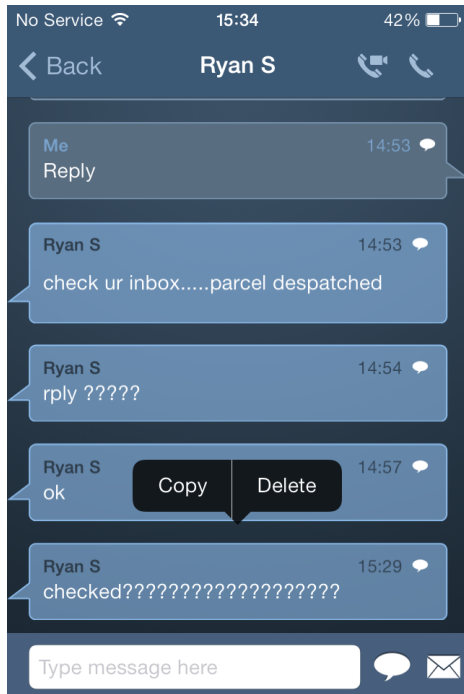 No Service 15:34 42%
Back Ryan S
Me 14:53
Reply
Ryan S 14:53
check ur inbox.....parcel despatched
Ryan S 14:54
rply ?????
Ryan S 14:57
ok
Copy Delete
Ryan S 15:29
checked???????????????????
Type message here